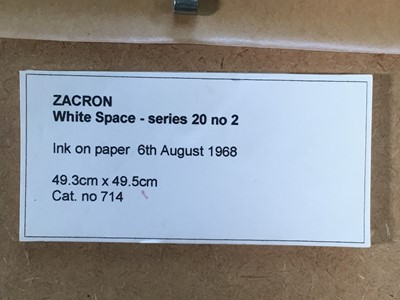 ZACRON
White Space - series 20 no 2
Ink on paper 6th August 1968
49.3cm x 49.5cm
Cat. no 714